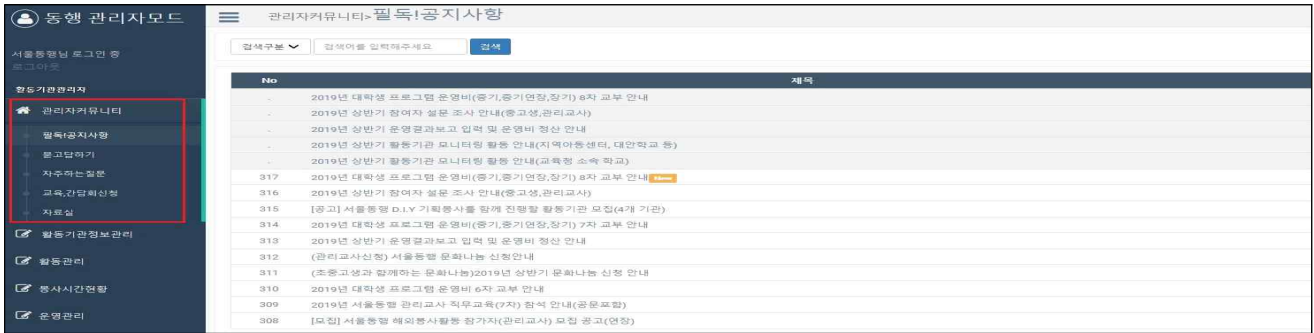 동행 관리자모드
관리자커뮤니티>필독!공지사항
서울동행님 로그인 중
로그아웃
활동기관관리자
관리자커뮤니티
필독!공지사항
묻고답하기
자주하는질문
교육,간담회신청
자료실
활동기관정보관리
활동관리
봉사시간현황
운영관리
검색구분 검색어를 입력해주세요 검색
No 제목
. 2019년 대학생 프로그램 운영비(중기,중기연장,장기) 8차 교부 안내
. 2019년 상반기 참여자 설문 조사 안내(중고생,관리교사)
. 2019년 상반기 운영결과보고 입력 및 운영비 정산 안내
. 2019년 상반기 활동기관 모니터링 활동 안내(지역아동센터, 대안학교 등)
. 2019년 상반기 활동기관 모니터링 활동 안내(교육청 소속 학교)
317 2019년 대학생 프로그램 운영비(중기,중기연장,장기) 8차 교부 안내 New
316 2019년 상반기 참여자 설문 조사 안내(중고생,관리교사)
315 [공고] 서울동행 D.I.Y 기획봉사를 함께 진행할 활동기관 모집(4개 기관)
314 2019년 대학생 프로그램 운영비(중기,중기연장,장기) 7차 교부 안내
313 2019년 상반기 운영결과보고 입력 및 운영비 정산 안내
312 (관리교사신청) 서울동행 문화나눔 신청안내
311 (초중고생과 함께하는 문화나눔)2019년 상반기 문화나눔 신청 안내
310 2019년 대학생 프로그램 운영비 6차 교부 안내
309 2019년 서울동행 관리교사 직무교육(7차) 참석 안내(공문포함)
308 [모집] 서울동행 해외봉사활동 참가자(관리교사) 모집 공고(연장)